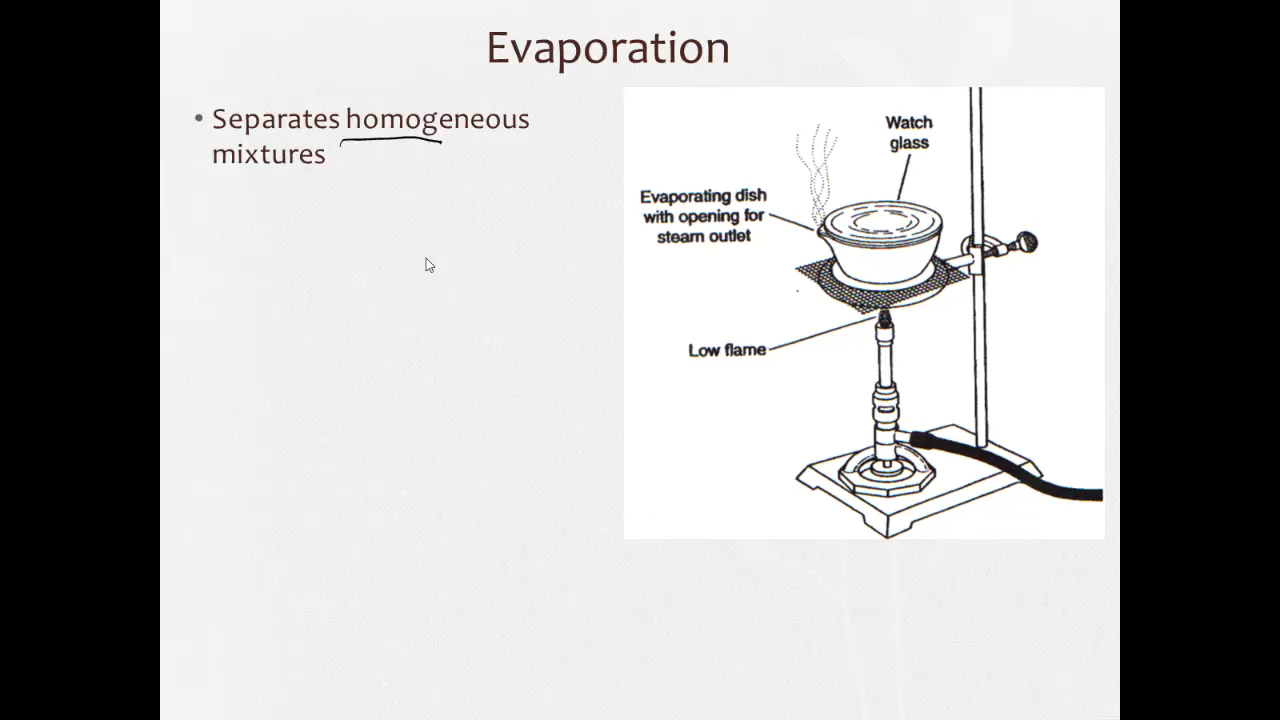 Evaporation
• Separates homogeneous
mixtures
Watch
glass
Evaporating dish
with opening for
steam outlet
Low flame